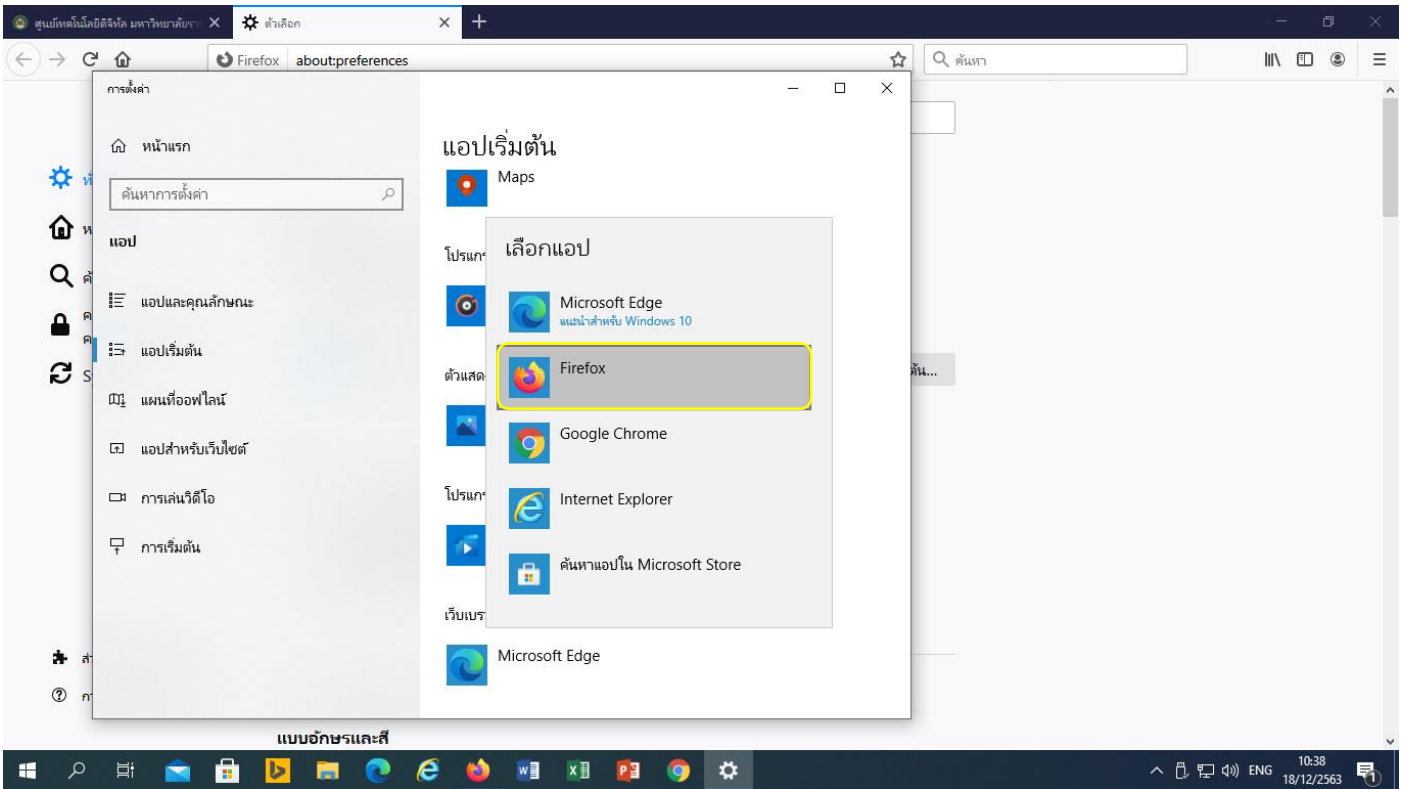 ศูนย์เทคโนโลยีดิจิทัล มหาวิทยาลัยรา
ตัวเลือก
Firefox
about:preferences
ค้นหา
การตั้งค่า
หน้าแรก
ค้นหาการตั้งค่า
แอป
แอปและคุณลักษณะ
แอปเริ่มต้น
แผนที่ออฟไลน์
แอปสำหรับเว็บไซต์
การเล่นวิดีโอ
การเริ่มต้น
แอปเริ่มต้น
Maps
เลือกแอป
Microsoft Edge
แนะนำสำหรับ Windows 10
Firefox
Google Chrome
Internet Explorer
ค้นหาแอปใน Microsoft Store
โปรแกร
ตัวแสด
โปรแกร
เว็บเบรา
Microsoft Edge
ต้น...
แบบอักษรและสี
ENG
10:38
18/12/2563